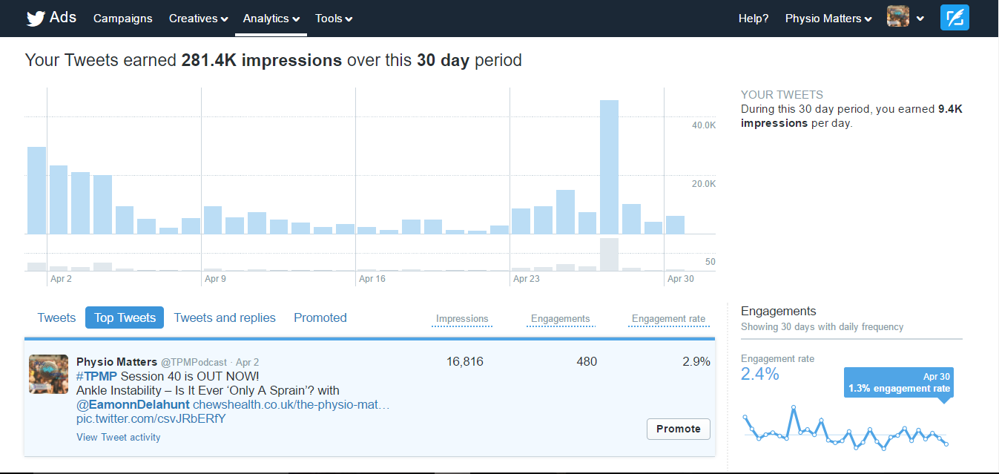 Ads Campaigns Creatives Analytics Tools Help? Physio Matters
Your Tweets earned 281.4K impressions over this 30 day period
YOUR TWEETS
During this 30 day period, you earned 9.4K
impressions per day.
40.0K
20.0K
50
Apr 2 Apr 9 Apr 16 Apr 23 Apr 30
Tweets Top Tweets Tweets and replies Promoted Impressions Engagements Engagement rate
Physio Matters @TPMPodcast · Apr 2 16,816 480 2.9%
#TPMP Session 40 is OUT NOW!
Ankle Instability – Is It Ever ‘Only A Sprain’? with
@EamonnDelahunt chewshealth.co.uk/the-physio-mat…
pic.twitter.com/csvJRbERfY
View Tweet activity
Promote
Engagements
Showing 30 days with daily frequency
Engagement rate
2.4%
Apr 30
1.3% engagement rate